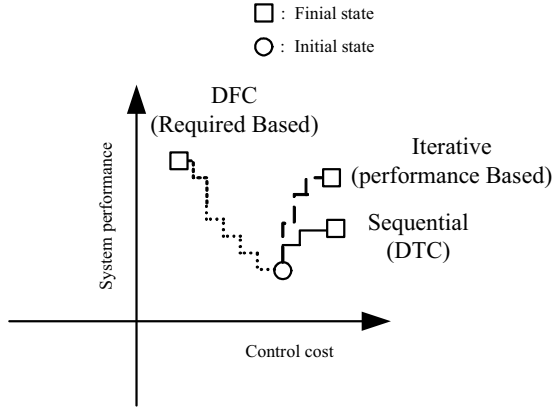 : Finial state
: Initial state
DFC
(Required Based)
Iterative
(performance Based)
Sequential
(DTC)
System performance
Control cost